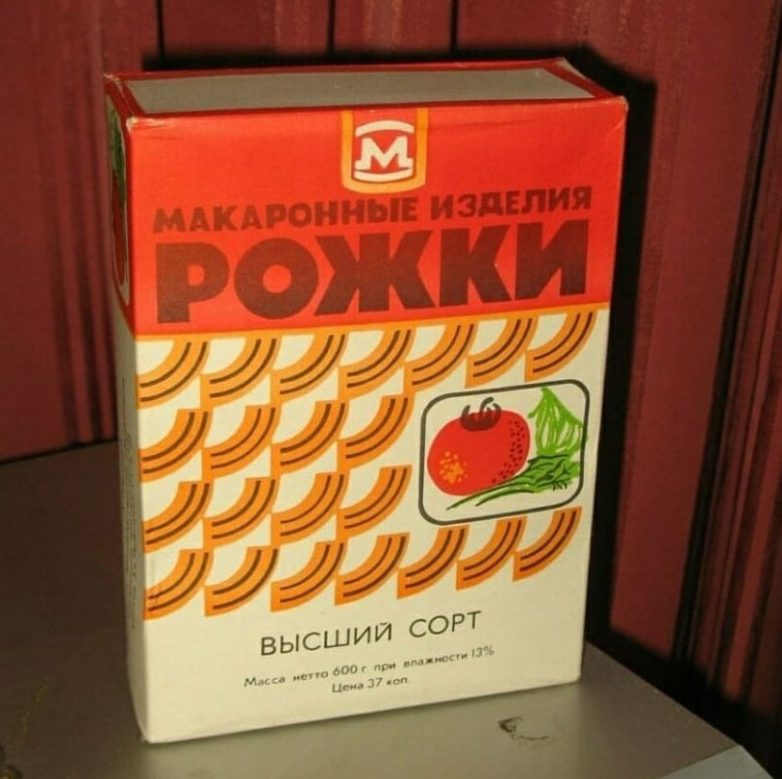 М
МАКАРОННЫЕ ИЗДЕЛИЯ
РОЖКИ
ВЫСШИЙ СОРТ
Масса нетто 600 г при влажности 13%
Цена 37 коп.